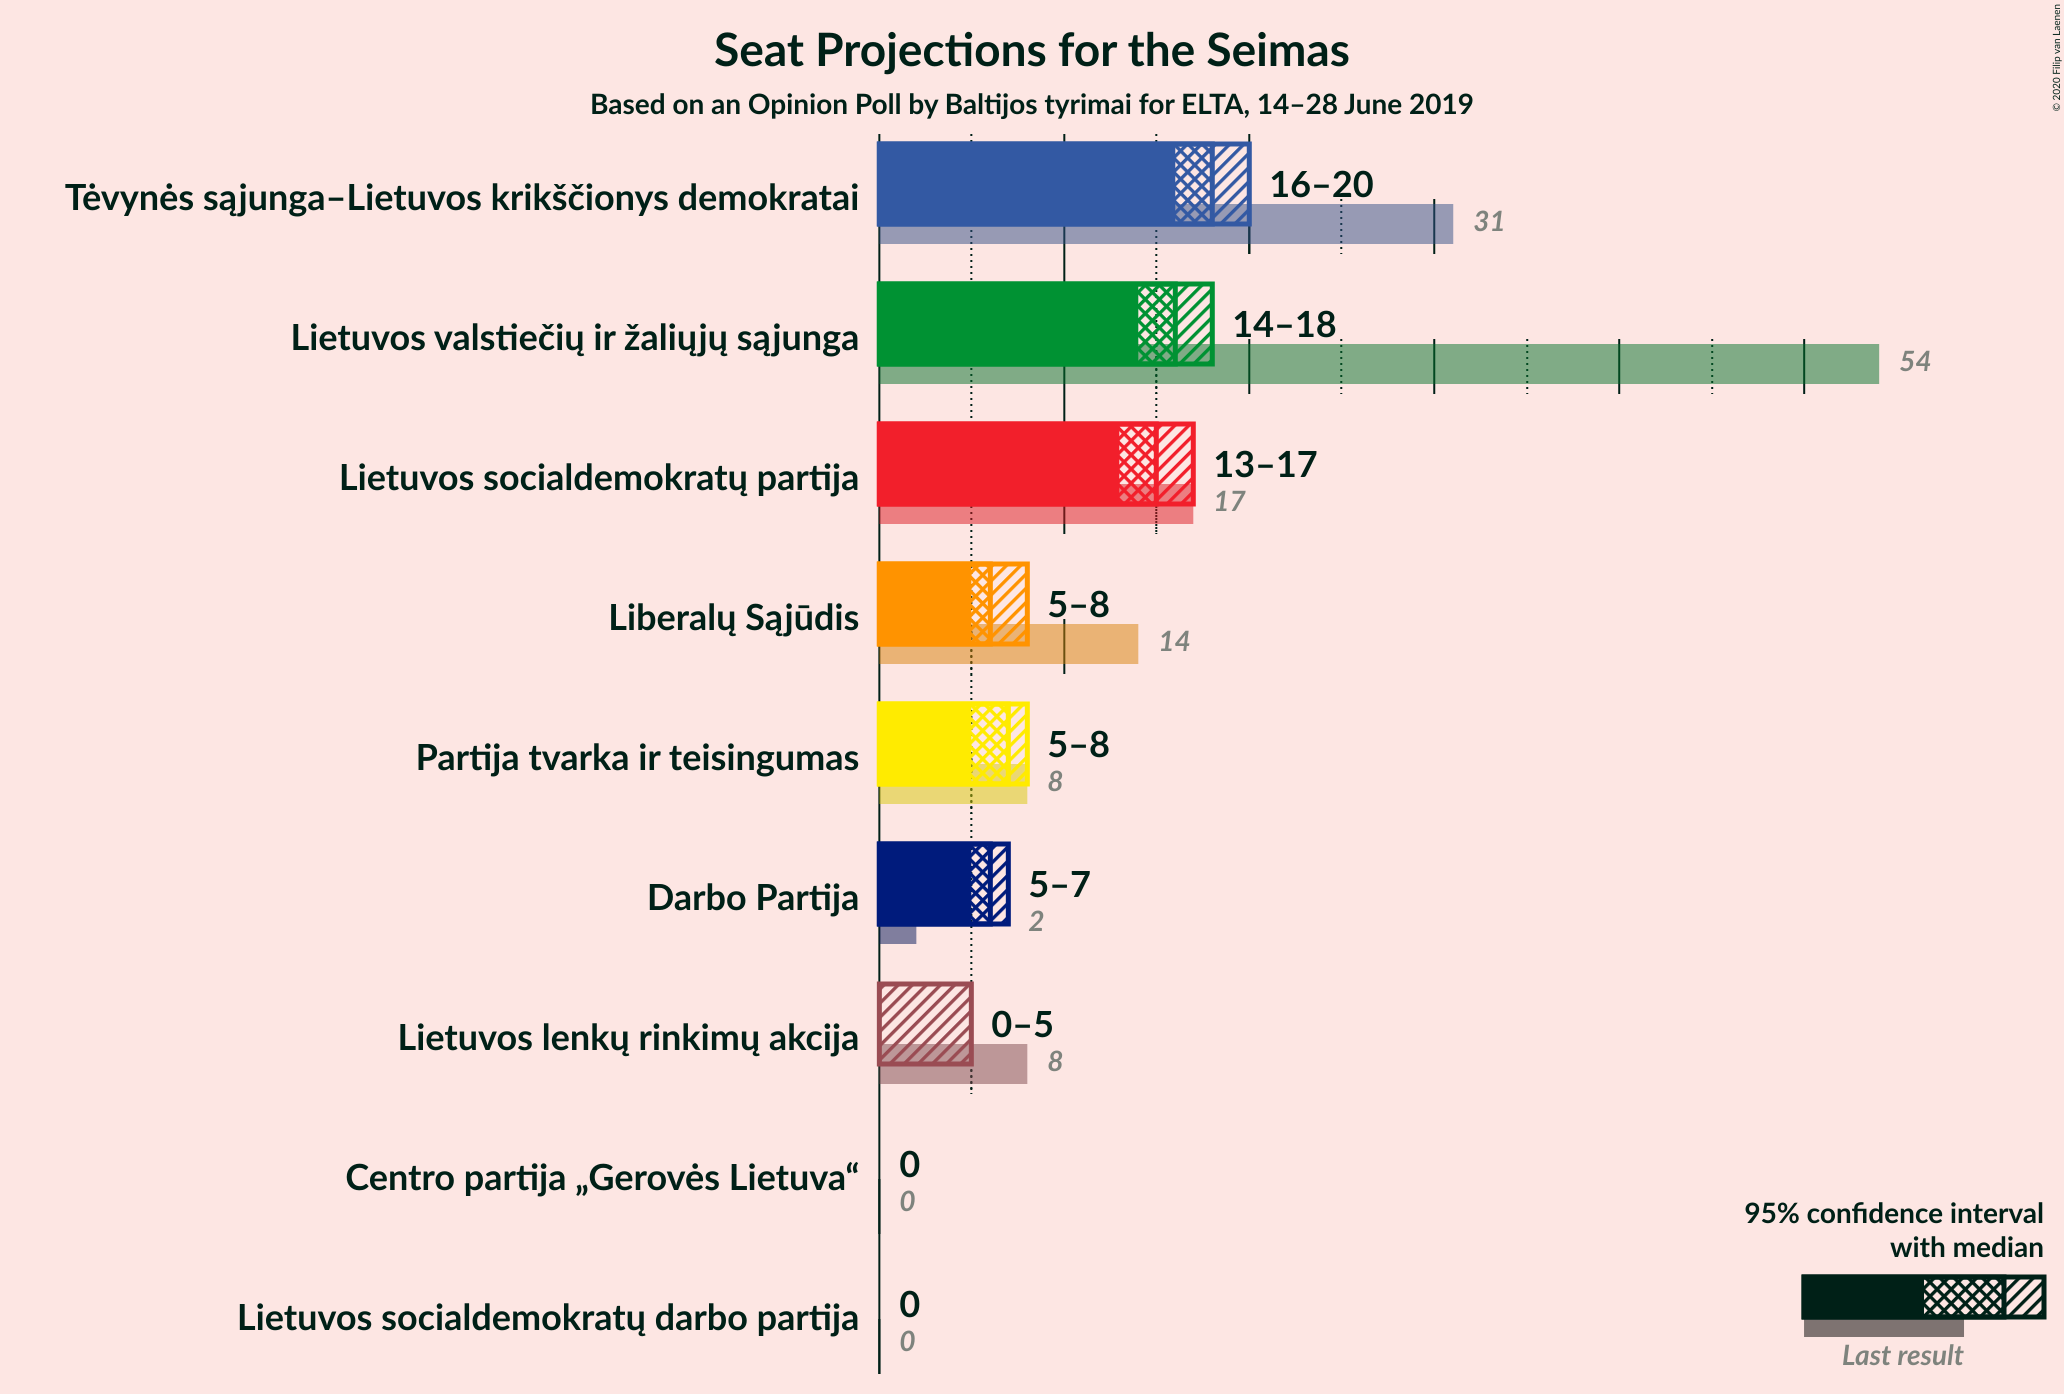 Seat Projections for the Seimas
Based on an Opinion Poll by Baltijos tyrimai for ELTA, 14–28 June 2019
© 2020 Filip van Laenen
Tėvynės sąjunga–Lietuvos krikščionys demokratai
16–20
31
Lietuvos valstiečių ir žaliųjų sąjunga
14–18
54
Lietuvos socialdemokratų partija
13–17
17
Liberalų Sąjūdis
5–8
14
Partija tvarka ir teisingumas
5–8
8
Darbo Partija
5–7
2
Lietuvos lenkų rinkimų akcija
0–5
8
Centro partija „Gerovės Lietuva“
0
0
Lietuvos socialdemokratų darbo partija
0
0
95% confidence interval
with median
Last result